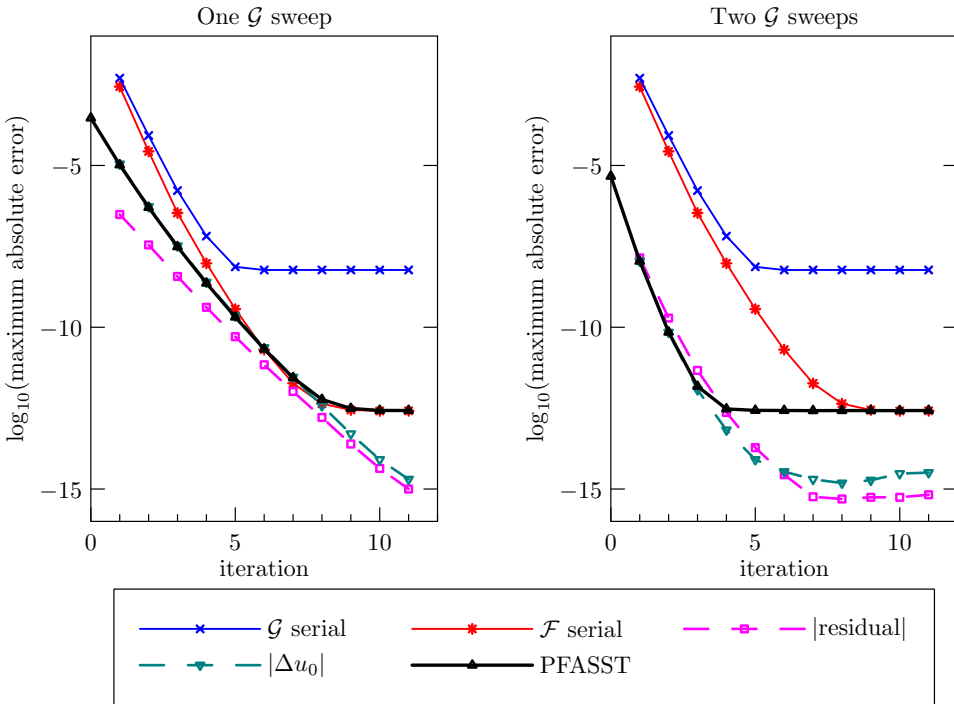 One 𝒢 sweep
Two 𝒢 sweeps
log₁₀(maximum absolute error)
−5
−10
−15
0
5
10
iteration
log₁₀(maximum absolute error)
−5
−10
−15
0
5
10
iteration
𝒢 serial
ℱ serial
|residual|
|Δu₀|
PFASST